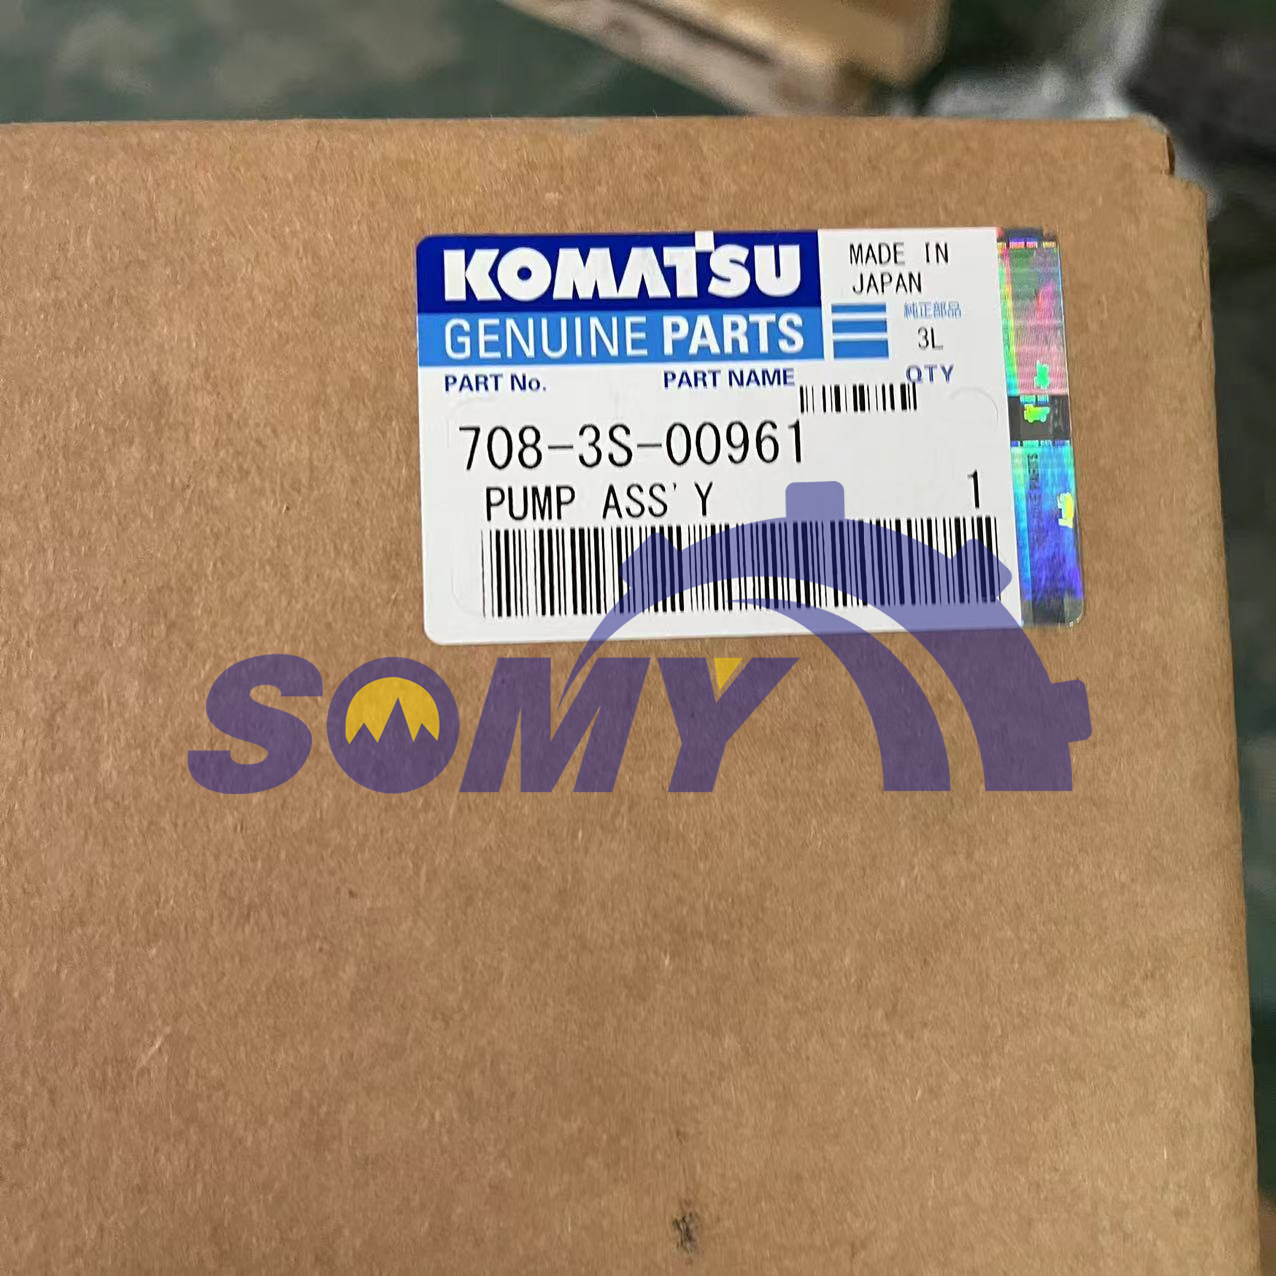 KOMATSU
MADE IN
JAPAN
GENUINE PARTS
純正部品
3L
PART No.
PART NAME
QTY
708-3S-00961
PUMP ASS'Y
1
SOMY